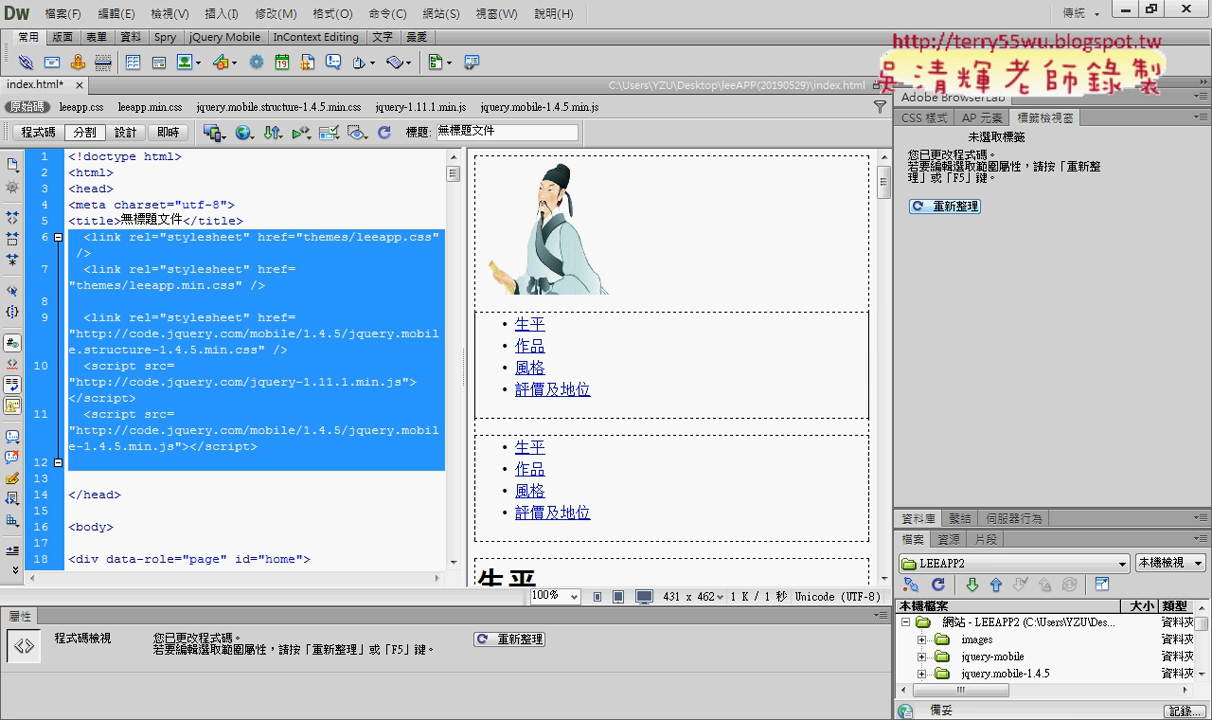 Dw 檔案(F) 編輯(E) 檢視(V) 插入(I) 修改(M) 格式(O) 命令(C) 網站(S) 視窗(W) 說明(H) 傳統
常用 版面 表單 資料 Spry jQuery Mobile InContext Editing 文字 我的最愛
http://terry55wu.blogspot.tw
吳清輝老師錄製
index.html* C:\Users\YZU\Desktop\leeAPP(20190529)\index.html
Adobe BrowserLab
原始碼 leeapp.css leeapp.min.css jquery.mobile.structure-1.4.5.min.css jquery-1.11.1.min.js jquery.mobile-1.4.5.min.js
CSS 樣式 AP 元素 標籤檢視窗
程式碼 分割 設計 即時 標題: 無標題文件
未選取標籤
您已更改程式碼。
若要編輯選取範圍屬性，請按「重新整
理」或「F5」鍵。
重新整理
1 <!doctype html>
2 <html>
3 <head>
4 <meta charset="utf-8">
5 <title>無標題文件</title>
6 <link rel="stylesheet" href="themes/leeapp.css"
/>
7 <link rel="stylesheet" href=
"themes/leeapp.min.css" />
8
9 <link rel="stylesheet" href=
"http://code.jquery.com/mobile/1.4.5/jquery.mobil
e.structure-1.4.5.min.css" />
10 <script src=
"http://code.jquery.com/jquery-1.11.1.min.js">
</script>
11 <script src=
"http://code.jquery.com/mobile/1.4.5/jquery.mobil
e-1.4.5.min.js"></script>
12
13
14 </head>
15
16 <body>
17
18 <div data-role="page" id="home">
生平
作品
風格
評價及地位
生平
作品
風格
評價及地位
生平
100% 431 x 462 1 K / 1 秒 Unicode (UTF-8)
資料庫 繫結 伺服器行為
檔案 資源 片段
LEEAPP2 本機檢視
本機檔案 大小 類型
網站 - LEEAPP2 (C:\Users\YZU\Des... 資料夾
images 資料夾
jquery-mobile 資料夾
jquery.mobile-1.4.5 資料夾
備妥 記錄...
屬性
程式碼檢視 您已更改程式碼。
若要編輯選取範圍屬性，請按「重新整理」或「F5」鍵。
重新整理